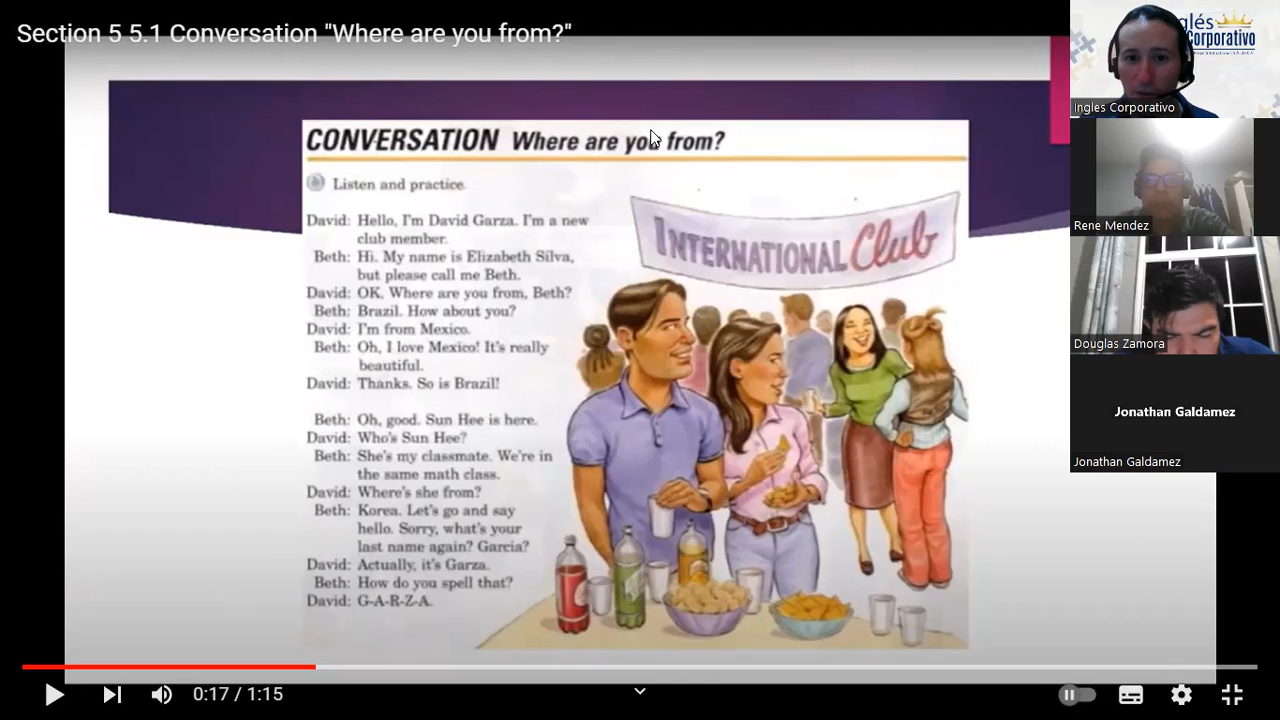 Section 5 5.1 Conversation "Where are you from?"
CONVERSATION Where are you from?
Listen and practice.
David: Hello, I'm David Garza. I'm a new
club member.
Beth: Hi. My name is Elizabeth Silva,
but please call me Beth.
David: OK. Where are you from, Beth?
Beth: Brazil. How about you?
David: I'm from Mexico.
Beth: Oh, I love Mexico! It's really
beautiful.
David: Thanks. So is Brazil!
Beth: Oh, good. Sun Hee is here.
David: Who's Sun Hee?
Beth: She's my classmate. We're in
the same math class.
David: Where's she from?
Beth: Korea. Let's go and say
hello. Sorry, what's your
last name again? Garcia?
David: Actually, it's Garza.
Beth: How do you spell that?
David: G-A-R-Z-A.
INTERNATIONAL Club
0:17 / 1:15
glés
Corporativo
Ingles Corporativo
Rene Mendez
Douglas Zamora
Jonathan Galdamez
Jonathan Galdamez